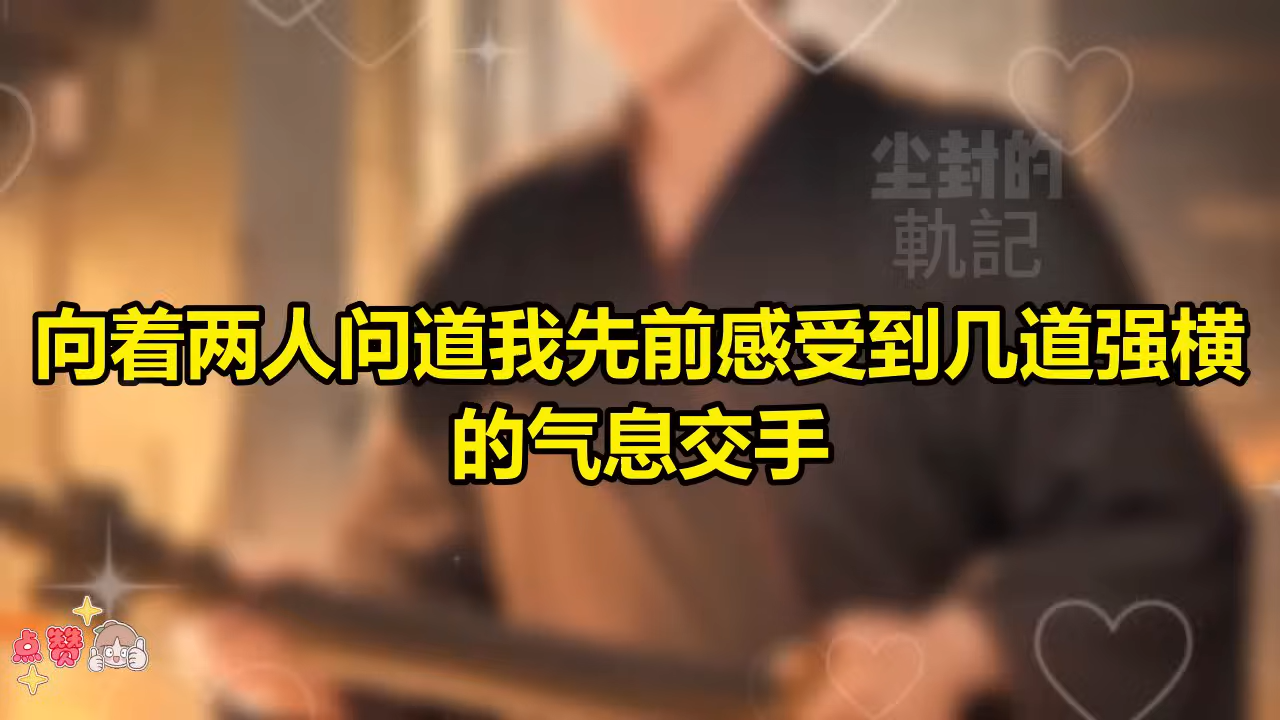 尘封的
軌記
向着两人问道我先前感受到几道强横
的气息交手
点赞